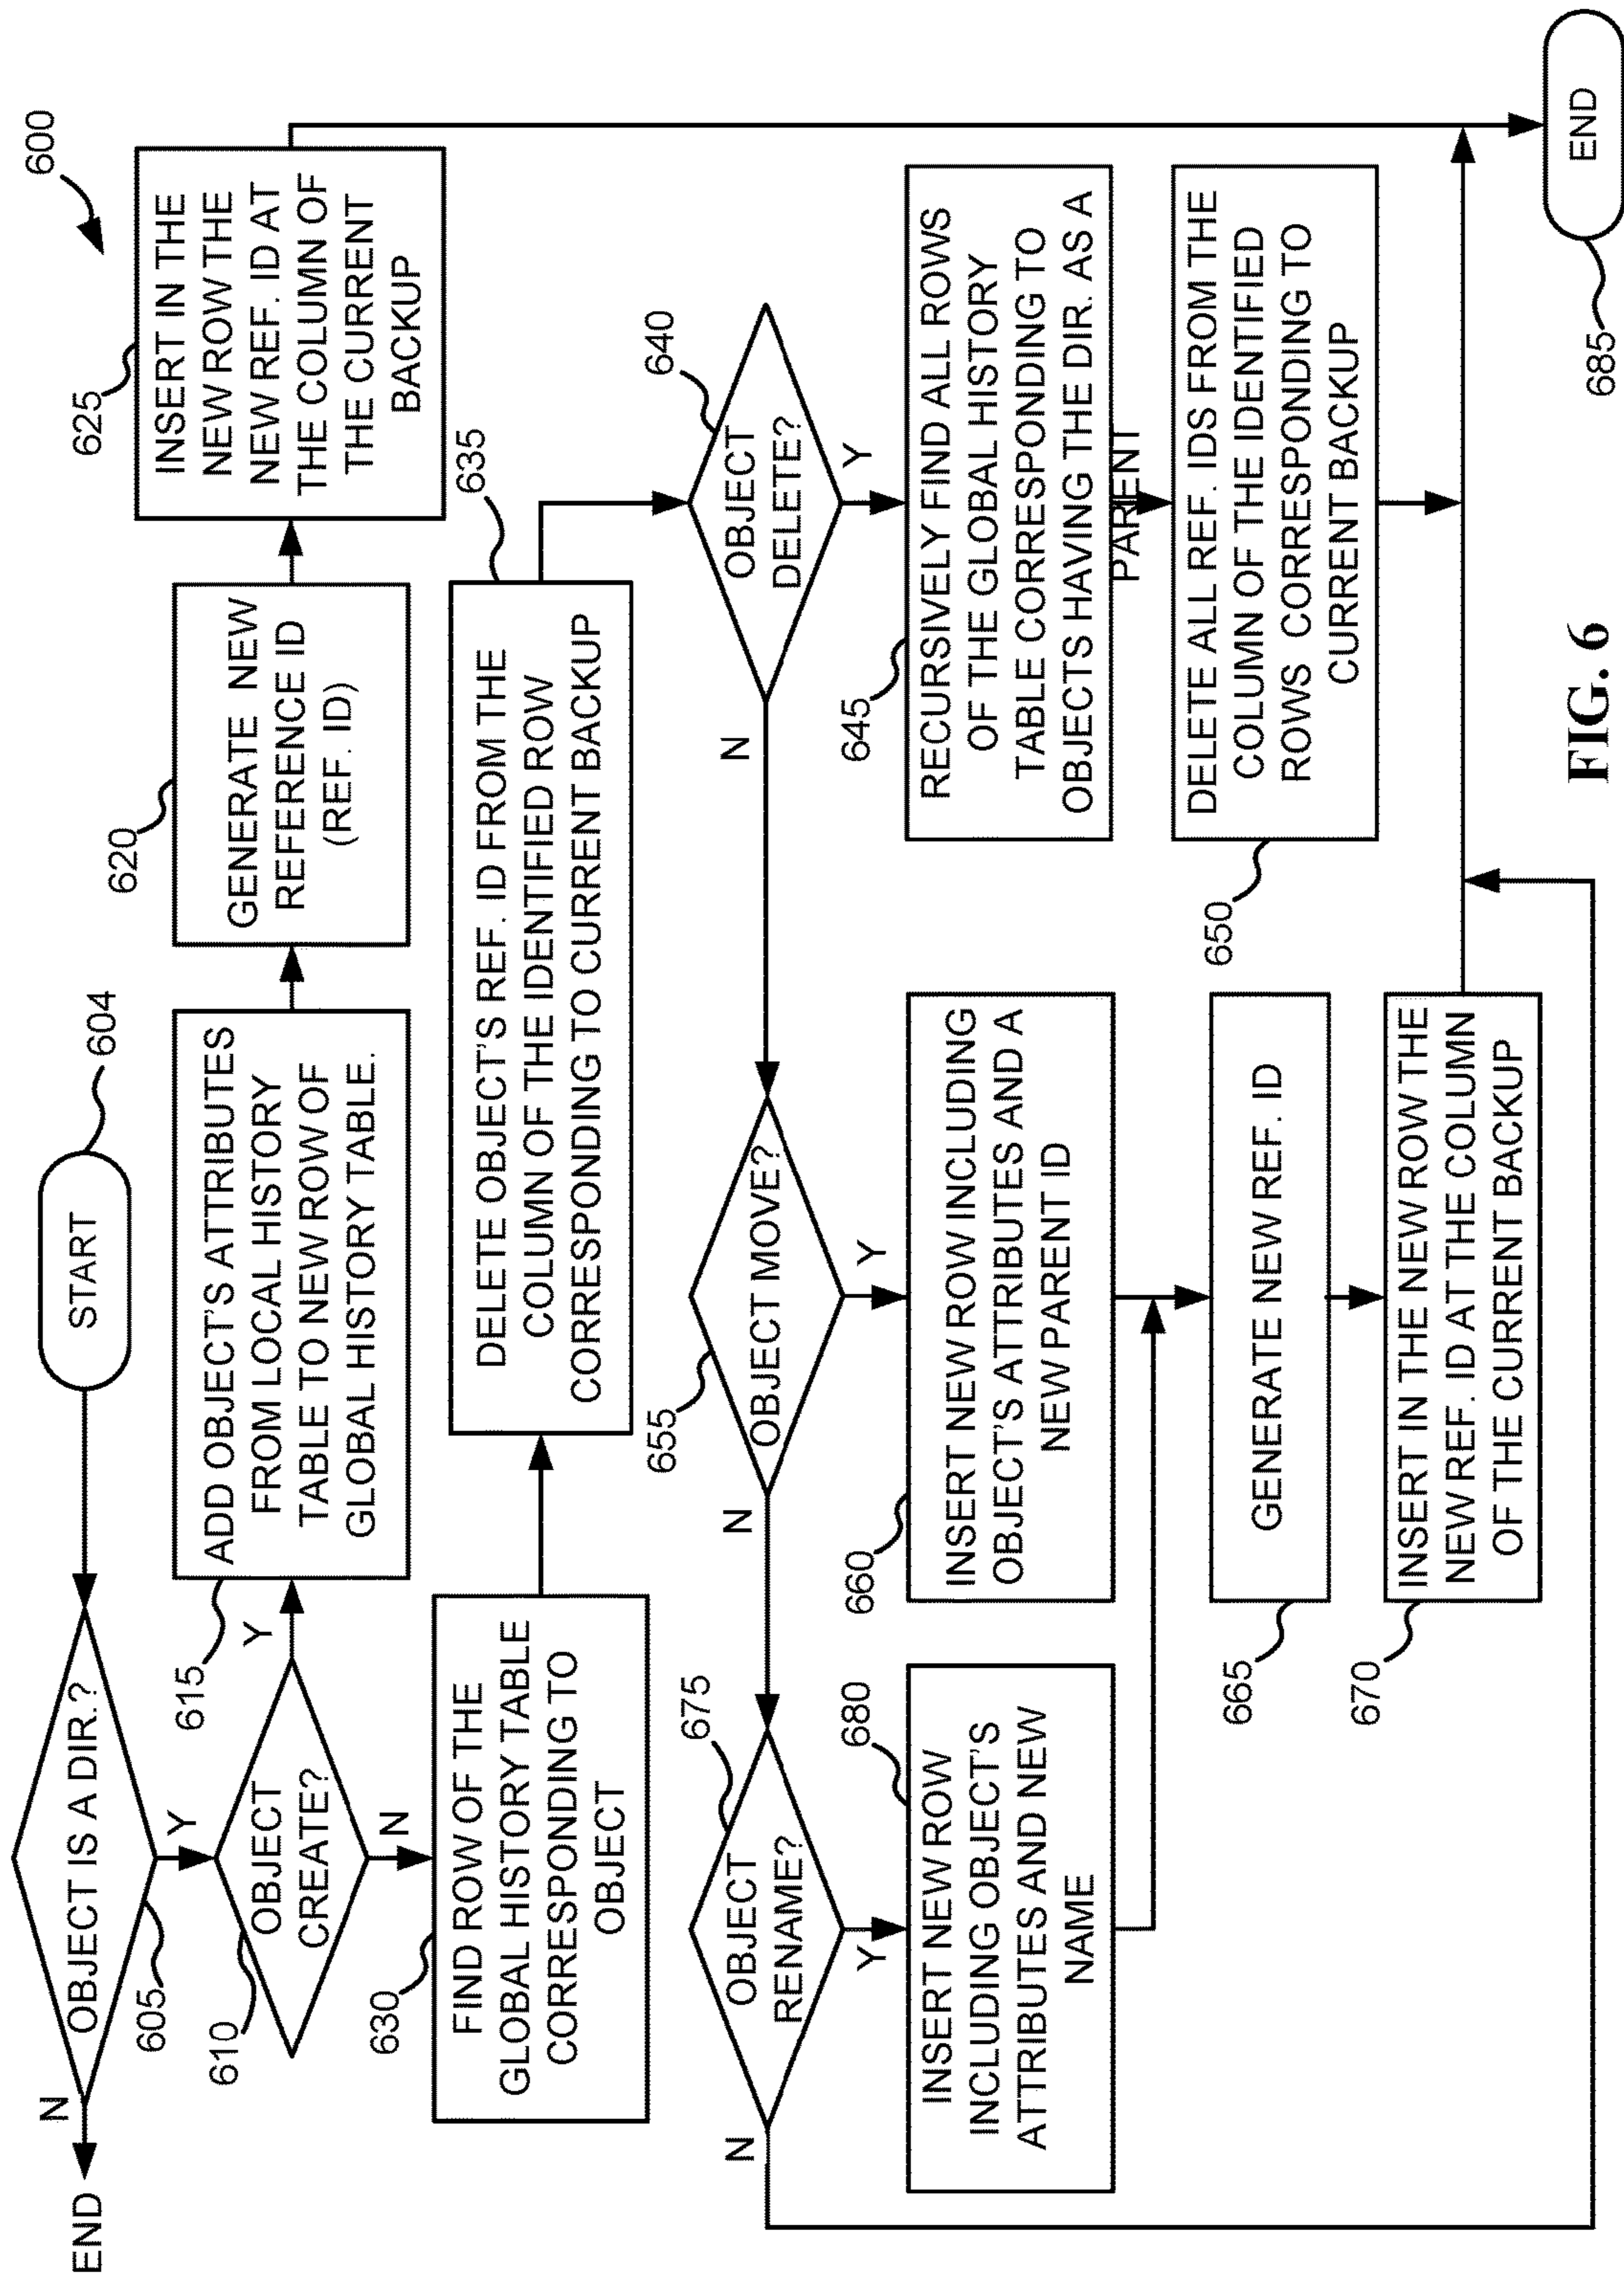 600
START
604
OBJECT IS A DIR.?
605
N
END
Y
OBJECT
CREATE?
610
Y
N
ADD OBJECT'S ATTRIBUTES
FROM LOCAL HISTORY
TABLE TO NEW ROW OF
GLOBAL HISTORY TABLE.
615
GENERATE NEW
REFERENCE ID
(REF. ID)
620
INSERT IN THE
NEW ROW THE
NEW REF. ID AT
THE COLUMN OF
THE CURRENT
BACKUP
625
FIND ROW OF THE
GLOBAL HISTORY TABLE
CORRESPONDING TO
OBJECT
630
DELETE OBJECT'S REF. ID FROM THE
COLUMN OF THE IDENTIFIED ROW
CORRESPONDING TO CURRENT BACKUP
635
OBJECT
DELETE?
640
Y
N
RECURSIVELY FIND ALL ROWS
OF THE GLOBAL HISTORY
TABLE CORRESPONDING TO
OBJECTS HAVING THE DIR. AS A
PARENT
645
DELETE ALL REF. IDS FROM THE
COLUMN OF THE IDENTIFIED
ROWS CORRESPONDING TO
CURRENT BACKUP
650
OBJECT MOVE?
655
Y
N
INSERT NEW ROW INCLUDING
OBJECT'S ATTRIBUTES AND A
NEW PARENT ID
660
GENERATE NEW REF. ID
665
INSERT IN THE NEW ROW THE
NEW REF. ID AT THE COLUMN
OF THE CURRENT BACKUP
670
OBJECT
RENAME?
675
Y
N
INSERT NEW ROW
INCLUDING OBJECT'S
ATTRIBUTES AND NEW
NAME
680
END
685
FIG. 6